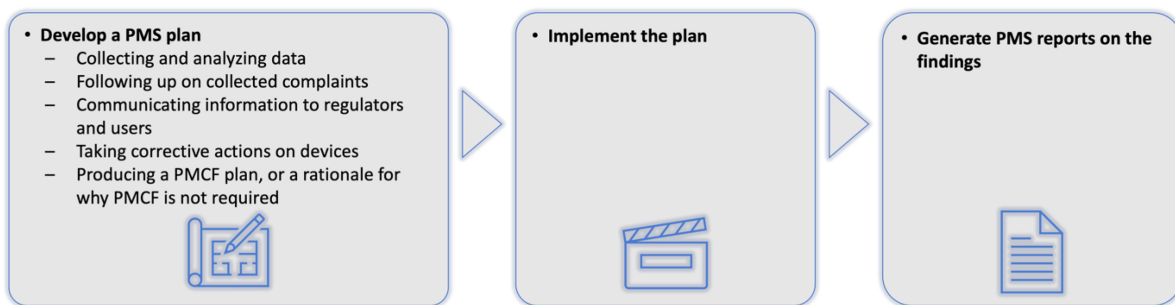 • Develop a PMS plan
– Collecting and analyzing data
– Following up on collected complaints
– Communicating information to regulators
and users
– Taking corrective actions on devices
– Producing a PMCF plan, or a rationale for
why PMCF is not required
• Implement the plan
• Generate PMS reports on the
findings